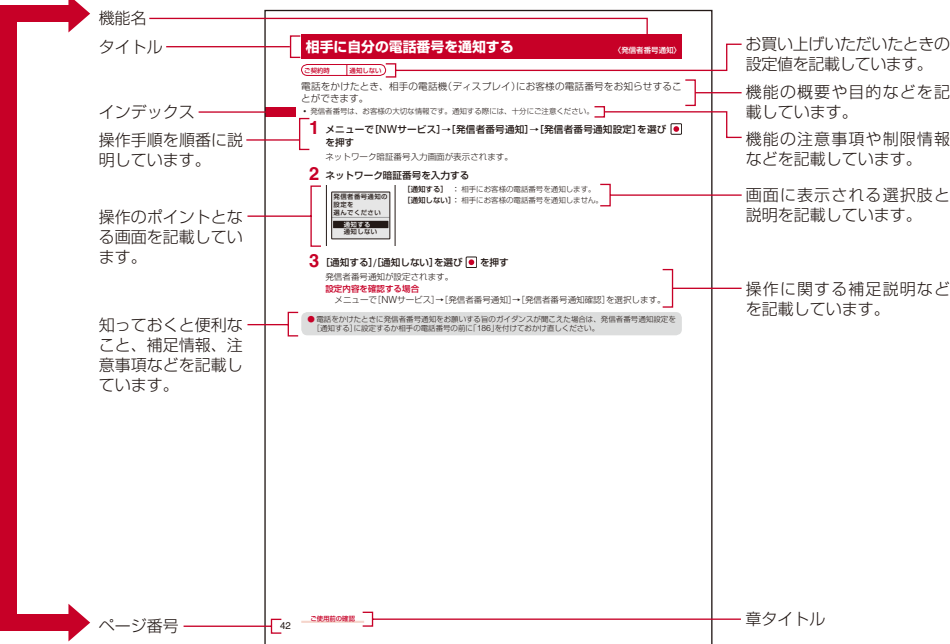 機能名
タイトル
インデックス
操作手順を順番に説
明しています。
操作のポイントとな
る画面を記載してい
ます。
知っておくと便利な
こと、補足情報、注
意事項などを記載し
ています。
ページ番号
相手に自分の電話番号を通知する
〈発信者番号通知〉
ご契約時 通知しない
電話をかけたとき、相手の電話機(ディスプレイ)にお客様の電話番号をお知らせするこ
とができます。
・発信者番号は、お客様の大切な情報です。通知する際には、十分にご注意ください。
1 メニューで[NWサービス]→[発信者番号通知]→[発信者番号通知設定]を選び
を押す
ネットワーク暗証番号入力画面が表示されます。
2 ネットワーク暗証番号を入力する
発信者番号通知の
設定を
選んでください
通知する
通知しない
[通知する] :相手にお客様の電話番号を通知します。
[通知しない]:相手にお客様の電話番号を通知しません。
3 [通知する]/[通知しない]を選び を押す
発信者番号通知が設定されます。
設定内容を確認する場合
メニューで[NWサービス]→[発信者番号通知]→[発信者番号通知確認]を選択します。
●電話をかけたときに発信者番号通知をお願いする旨のガイダンスが聞こえた場合は、発信者番号通知設定を
[通知する]に設定するか相手の電話番号の前に「186」を付けておかけ直しください。
42
ご使用前の確認
お買い上げいただいたときの
設定値を記載しています。
機能の概要や目的などを記
載しています。
機能の注意事項や制限情報
などを記載しています。
画面に表示される選択肢と
説明を記載しています。
操作に関する補足説明など
を記載しています。
章タイトル